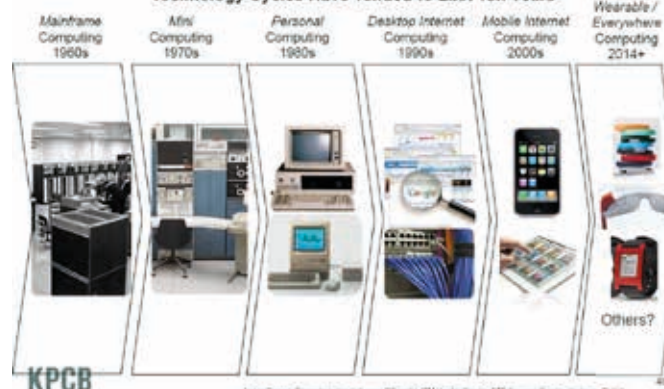 Technology Cycles Have Tended to Last Ten Years
Mainframe
Computing
1960s
Mini
Computing
1970s
Personal
Computing
1980s
Desktop Internet
Computing
1990s
Mobile Internet
Computing
2000s
Wearable /
Everywhere
Computing
2014+
Others?
KPCB